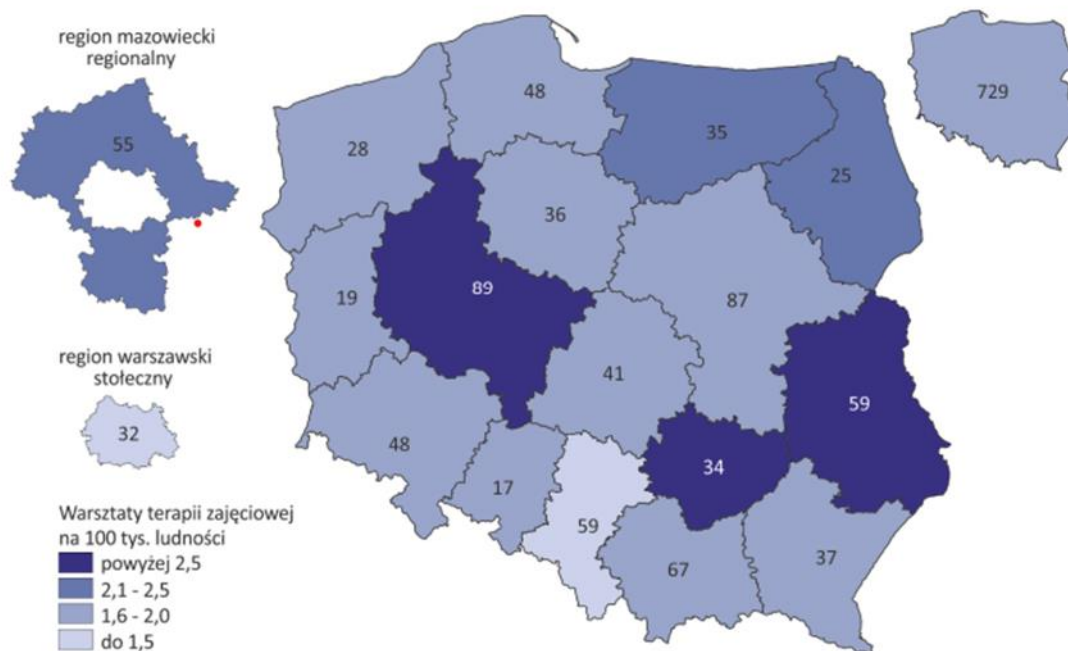 region mazowiecki
regionalny
55
region warszawski
stołeczny
32
Warsztaty terapii zajęciowej
na 100 tys. ludności
powyżej 2,5
2,1 - 2,5
1,6 - 2,0
do 1,5
48
35
28
25
36
89
87
19
41
59
48
34
17
59
37
67
729